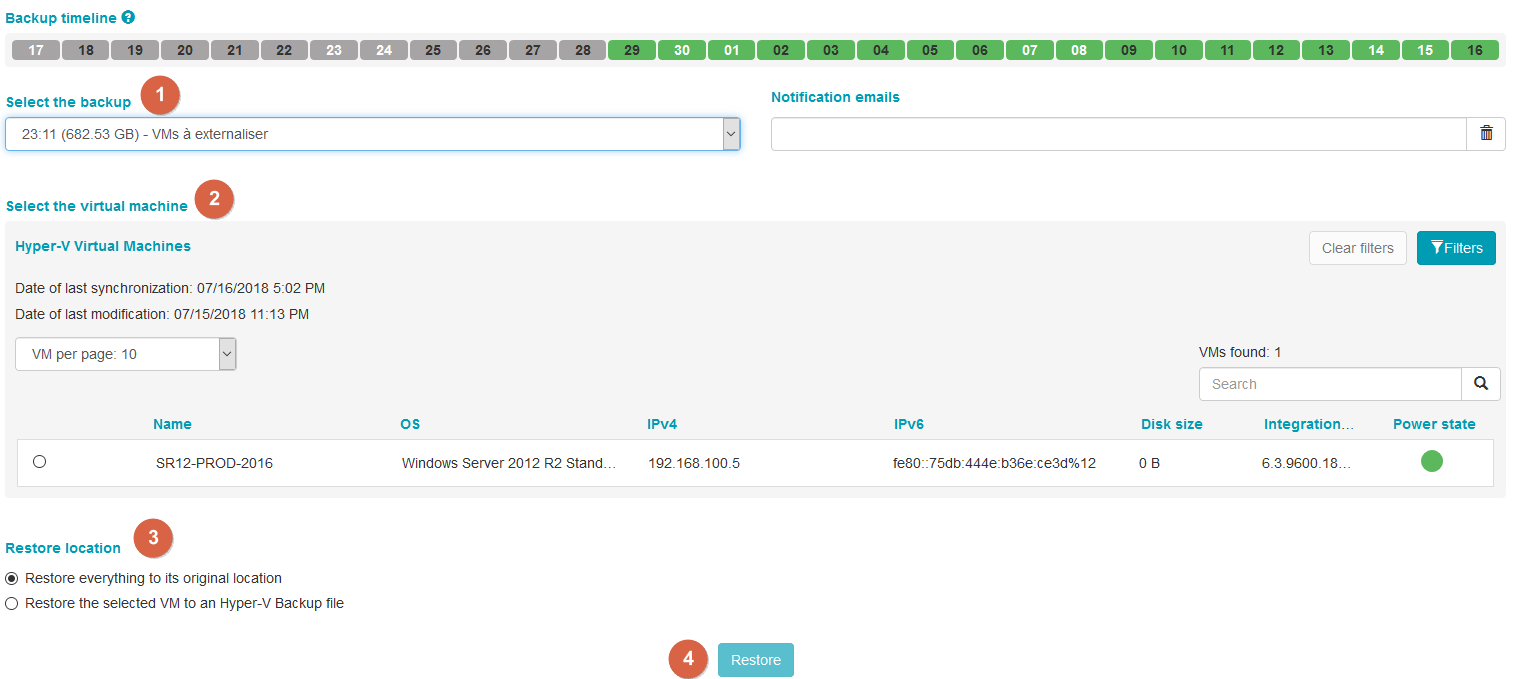 Backup timeline ?
17 18 19 20 21 22 23 24 25 26 27 28 29 30 01 02 03 04 05 06 07 08 09 10 11 12 13 14 15 16
Select the backup 1
23:11 (682.53 GB) - VMs à externaliser
Notification emails
Select the virtual machine 2
Hyper-V Virtual Machines
Clear filters Filters
Date of last synchronization: 07/16/2018 5:02 PM
Date of last modification: 07/15/2018 11:13 PM
VM per page: 10
VMs found: 1
Search
Name OS IPv4 IPv6 Disk size Integration... Power state
SR12-PROD-2016 Windows Server 2012 R2 Stand... 192.168.100.5 fe80::75db:444e:b36e:ce3d%12 0 B 6.3.9600.18...
Restore location 3
Restore everything to its original location
Restore the selected VM to an Hyper-V Backup file
4 Restore